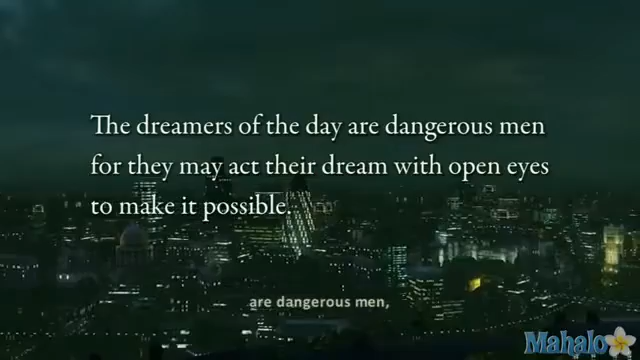 The dreamers of the day are dangerous men
for they may act their dream with open eyes
to make it possible.
are dangerous men,
Mahalo